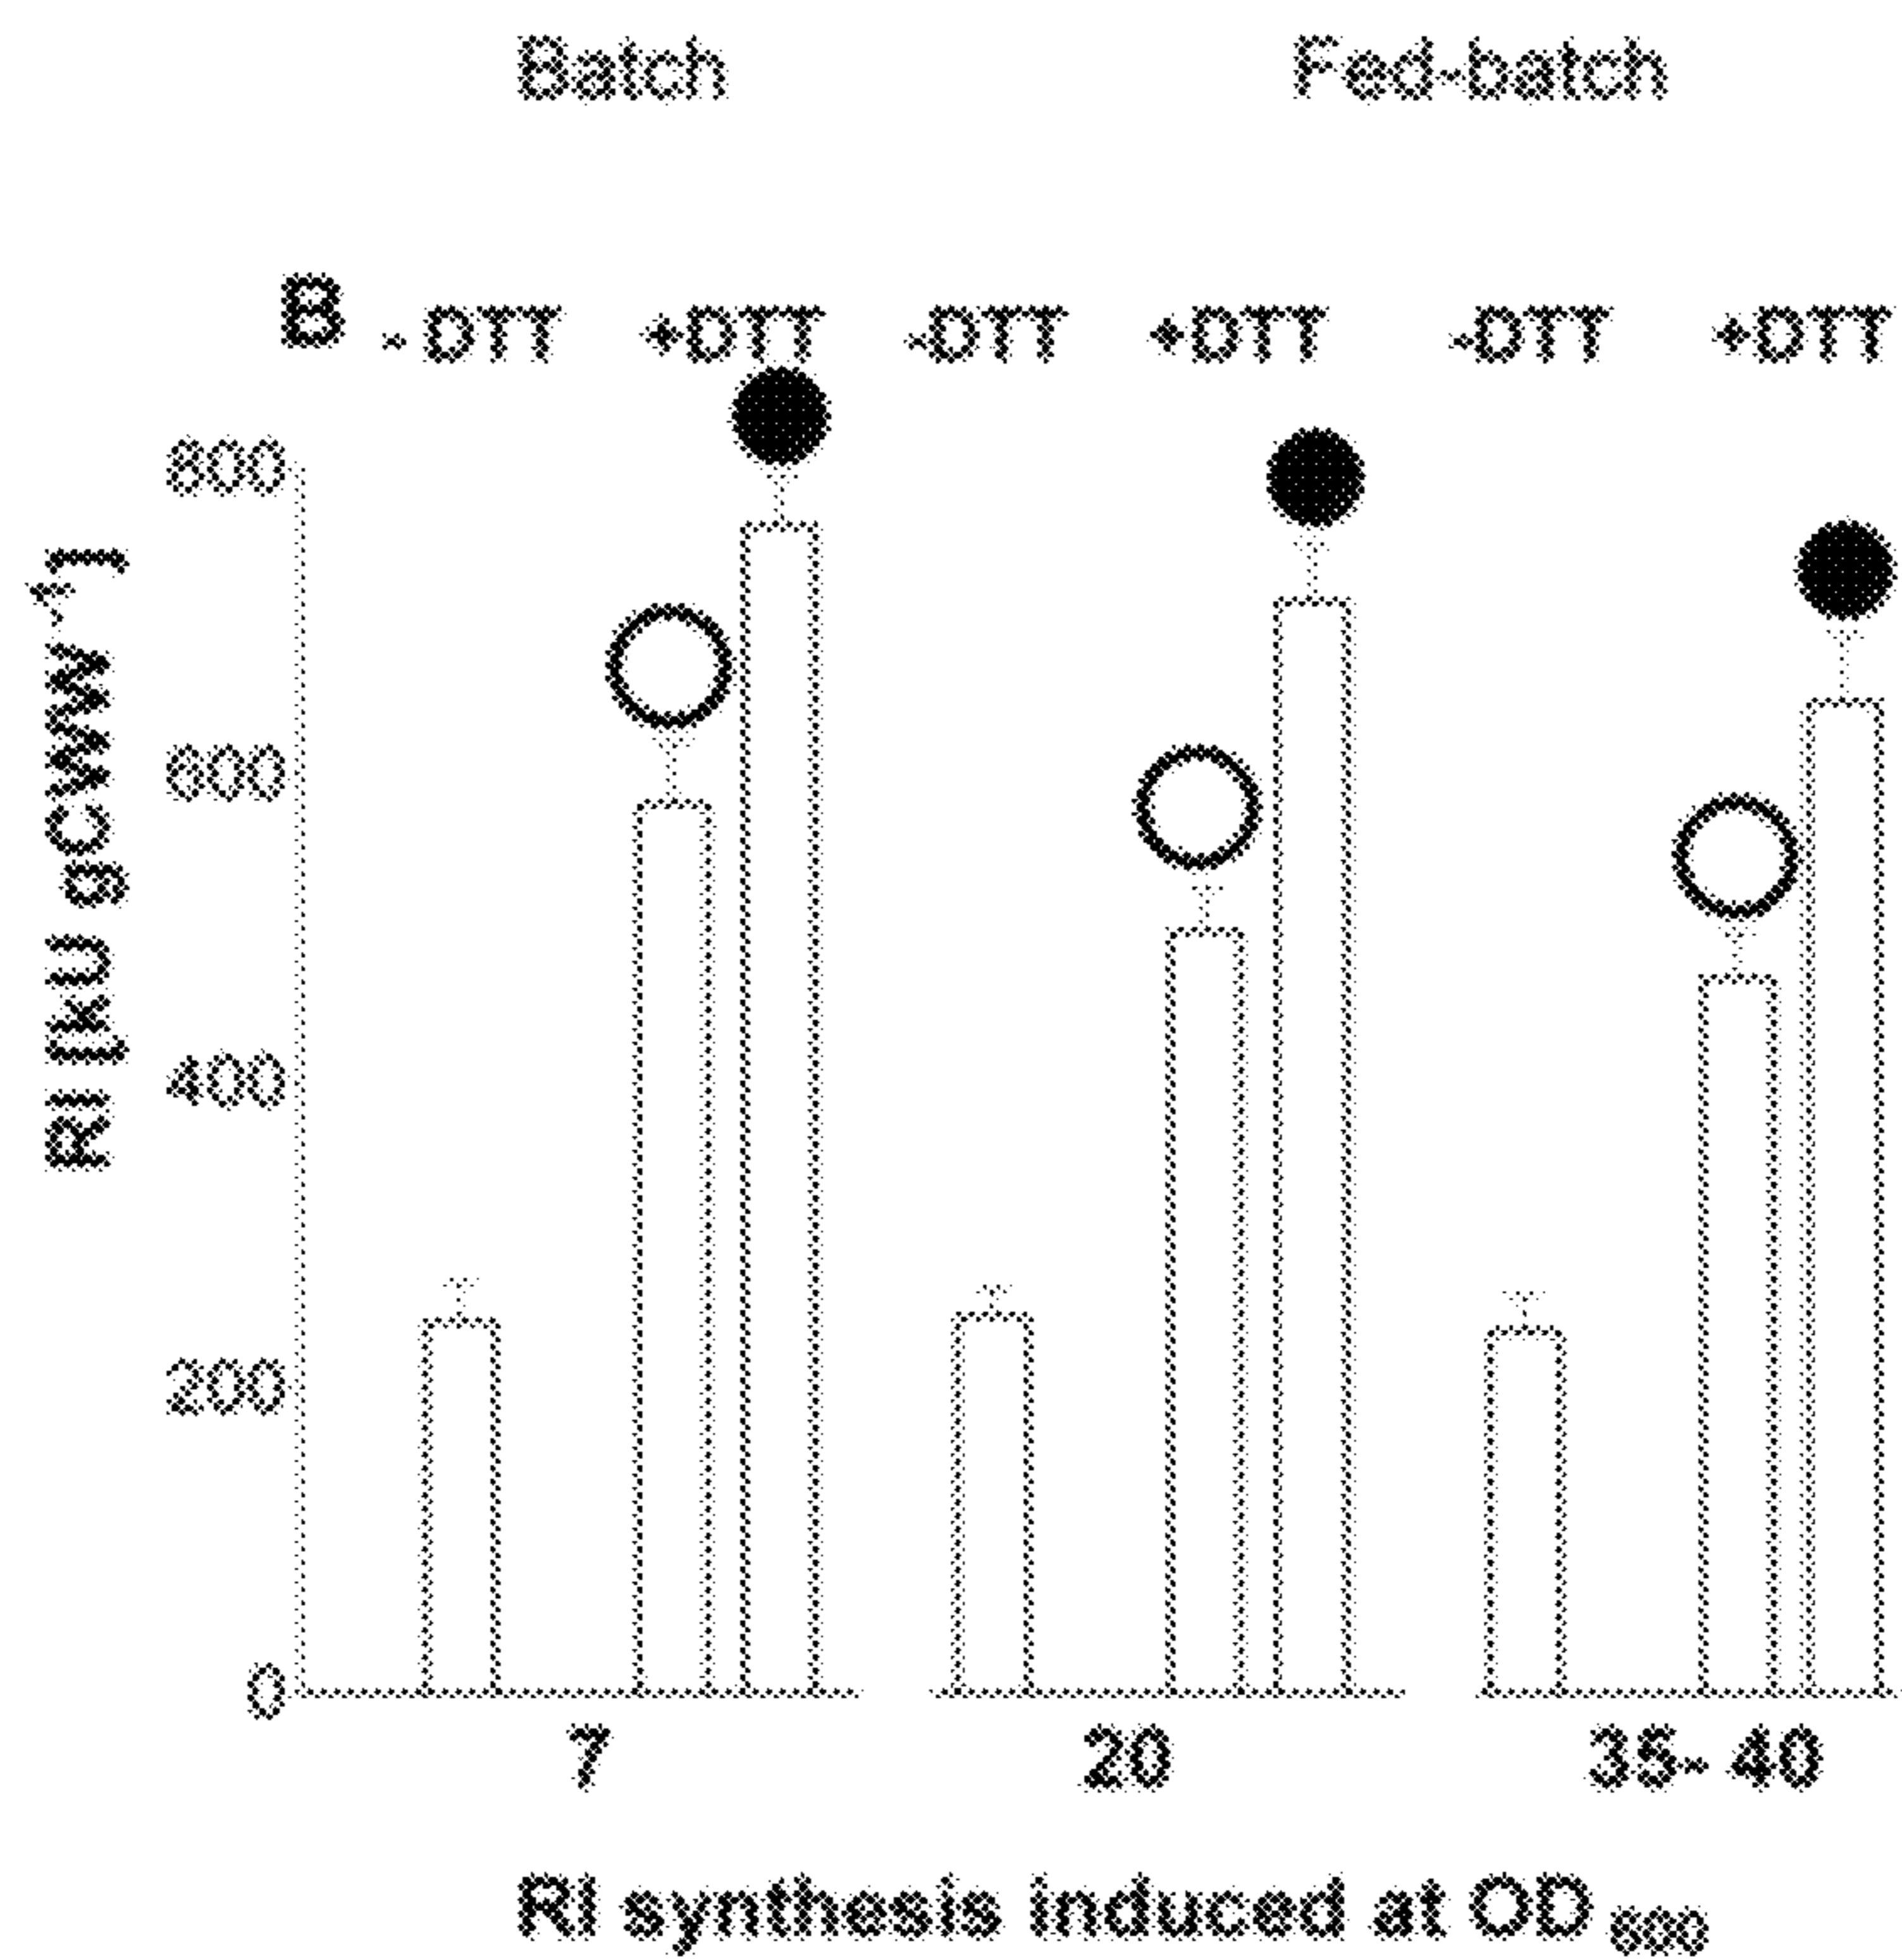 Batch Fed-batch
B - DTT +DTT -DTT +DTT -DTT +DTT
800
600
400
200
0
RI [kU gCWW⁻¹]
7 20 35- 40
RI synthesis induced at OD600